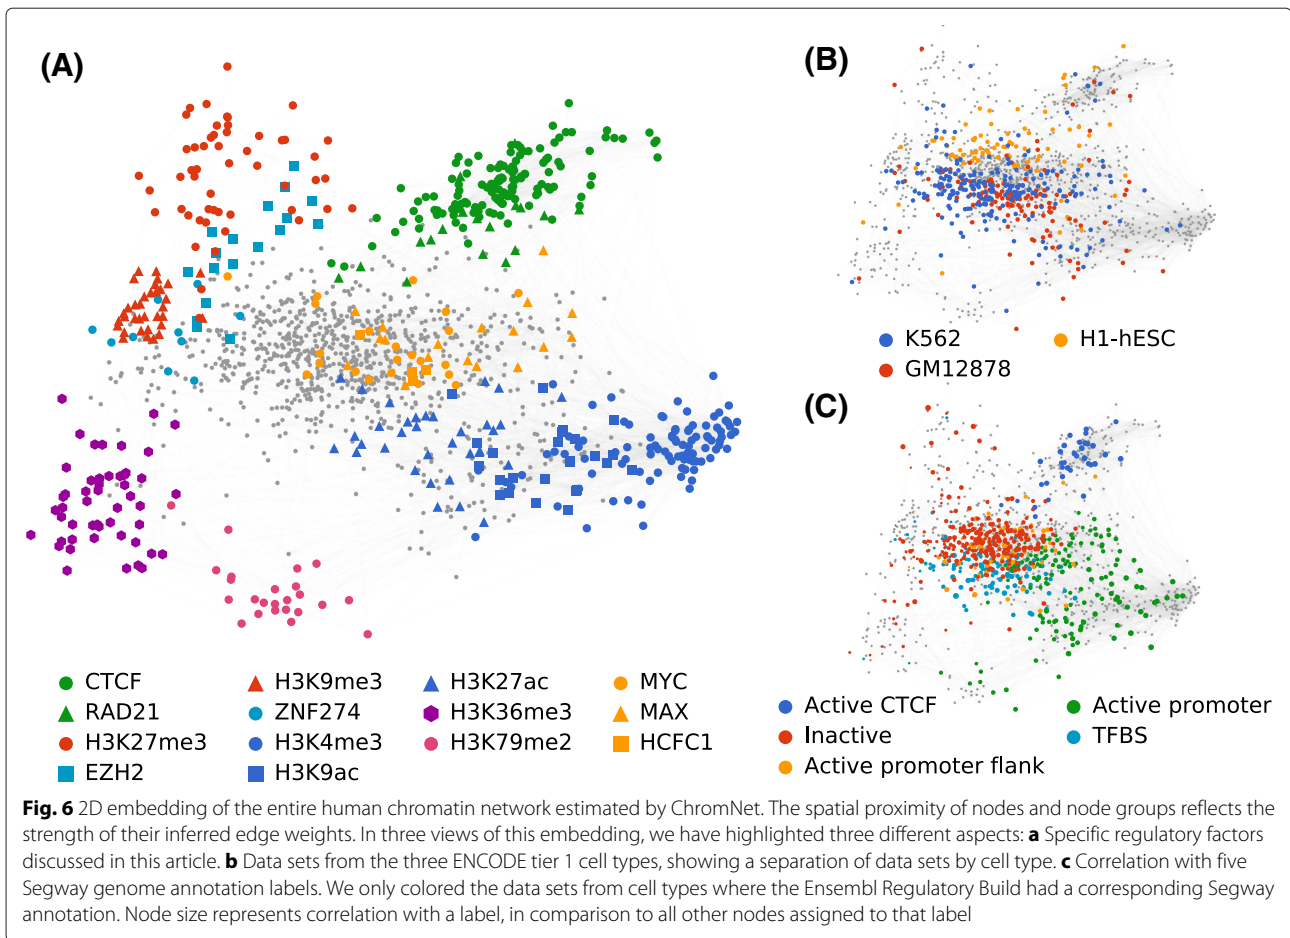 (A)
(B)
K562
H1-hESC
GM12878
(C)
CTCF
H3K9me3
H3K27ac
MYC
RAD21
ZNF274
H3K36me3
MAX
H3K27me3
H3K4me3
H3K79me2
HCFC1
EZH2
H3K9ac
Active CTCF
Active promoter
Inactive
TFBS
Active promoter flank
Fig. 6 2D embedding of the entire human chromatin network estimated by ChromNet. The spatial proximity of nodes and node groups reflects the
strength of their inferred edge weights. In three views of this embedding, we have highlighted three different aspects: a Specific regulatory factors
discussed in this article. b Data sets from the three ENCODE tier 1 cell types, showing a separation of data sets by cell type. c Correlation with five
Segway genome annotation labels. We only colored the data sets from cell types where the Ensembl Regulatory Build had a corresponding Segway
annotation. Node size represents correlation with a label, in comparison to all other nodes assigned to that label